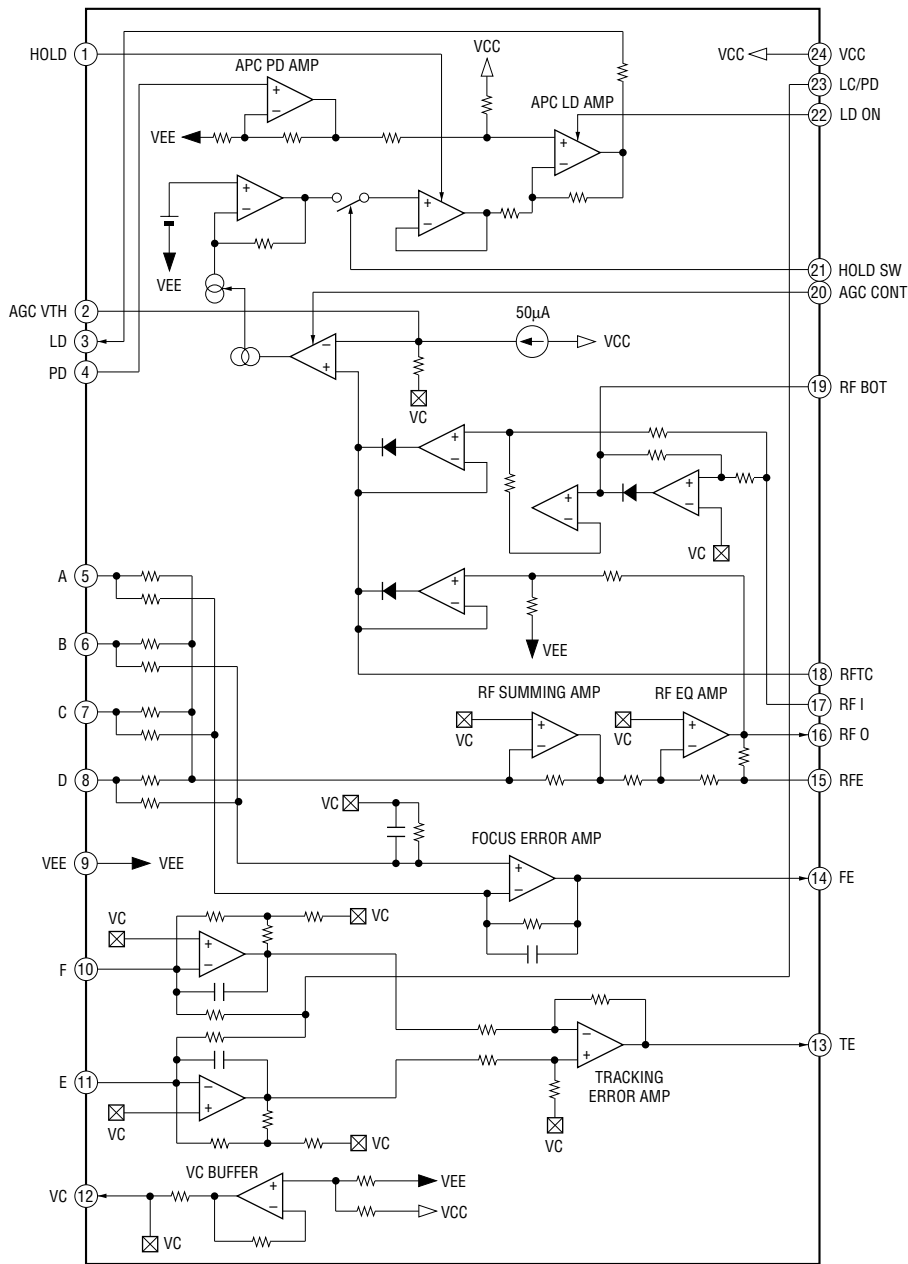 HOLD 1
APC PD AMP
VCC
VCC 24 VCC
23 LC/PD
APC LD AMP
22 LD ON
VEE
+
−
+
−
+
−
+
−
VEE
21 HOLD SW
20 AGC CONT
AGC VTH 2
50µA
LD 3
VCC
−
+
PD 4
VC
19 RF BOT
+
−
+
−
+
−
VC
A 5
+
−
VEE
B 6
18 RFTC
RF SUMMING AMP
RF EQ AMP
17 RF I
C 7
VC
+
−
VC
+
−
16 RF O
D 8
15 RFE
VC
FOCUS ERROR AMP
VEE 9 VEE
+
−
14 FE
VC
VC
+
−
F 10
−
+
13 TE
E 11
−
+
TRACKING
ERROR AMP
VC
VC
VC
VC BUFFER
+
−
VEE
VC 12
VCC
VC